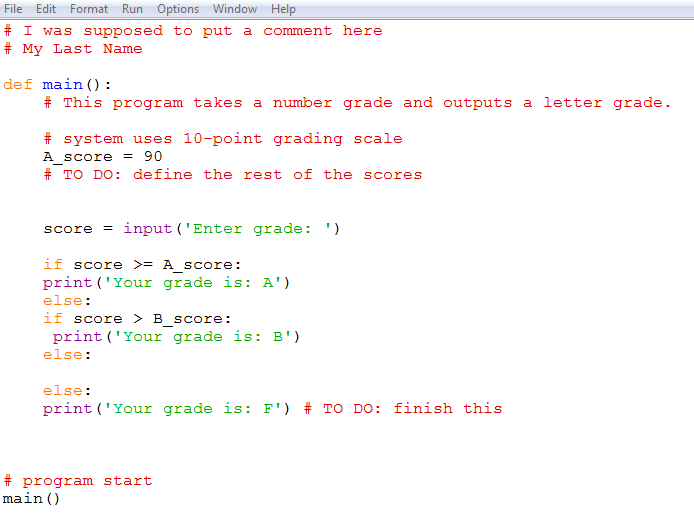 File Edit Format Run Options Window Help
# I was supposed to put a comment here
# My Last Name
def main():
    # This program takes a number grade and outputs a letter grade.
    # system uses 10-point grading scale
    A_score = 90
    # TO DO: define the rest of the scores
    score = input('Enter grade: ')
    if score >= A_score:
    print('Your grade is: A')
    else:
    if score > B_score:
     print('Your grade is: B')
    else:
    else:
    print('Your grade is: F') # TO DO: finish this
# program start
main()